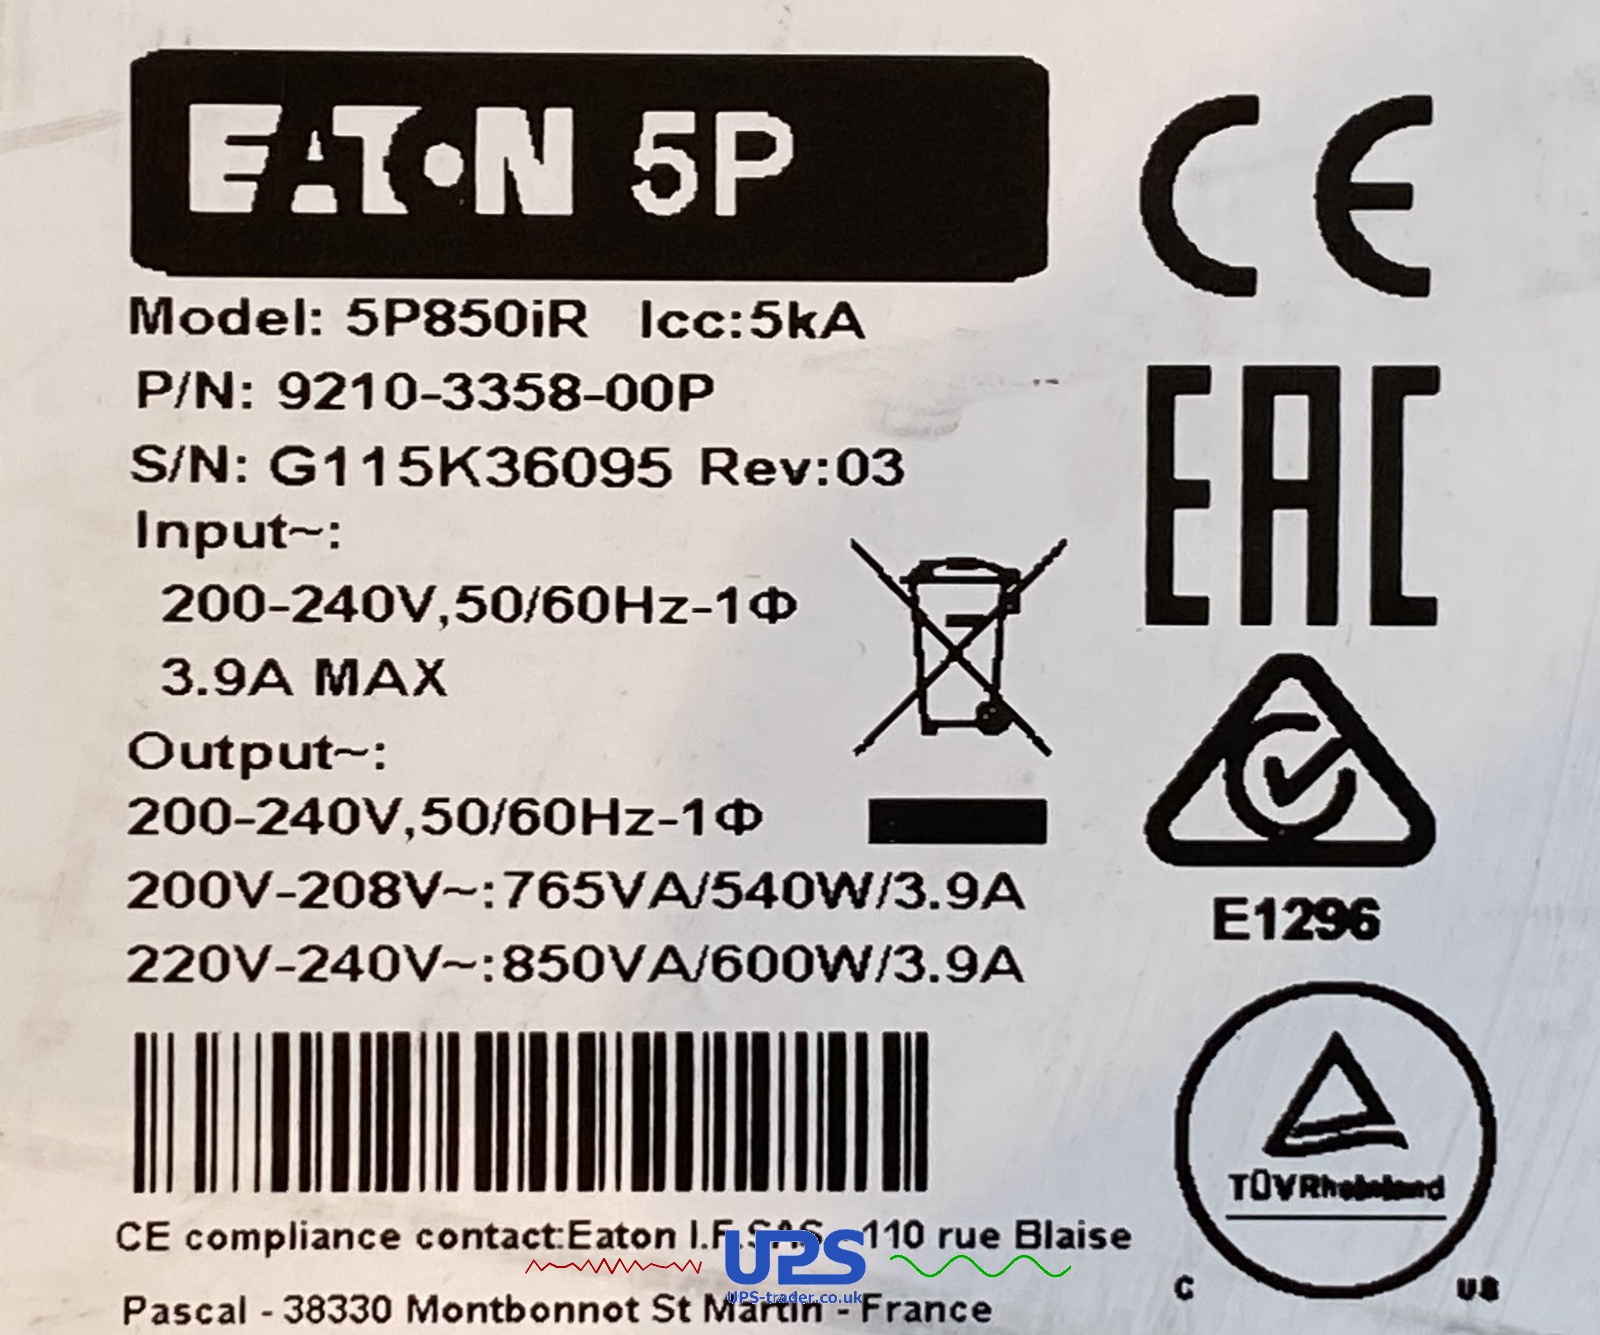 EATON 5P
CE
Model: 5P850iR Icc:5kA
P/N: 9210-3358-00P
S/N: G115K36095 Rev:03
Input~:
200-240V,50/60Hz-1Φ
3.9A MAX
EAC
Output~:
200-240V,50/60Hz-1Φ
200V-208V~:765VA/540W/3.9A
220V-240V~:850VA/600W/3.9A
E1296
TÜVRheinland
C US
CE compliance contact:Eaton I.F.SAS - 110 rue Blaise
Pascal - 38330 Montbonnot St Martin - France
UPS
UPS-trader.co.uk